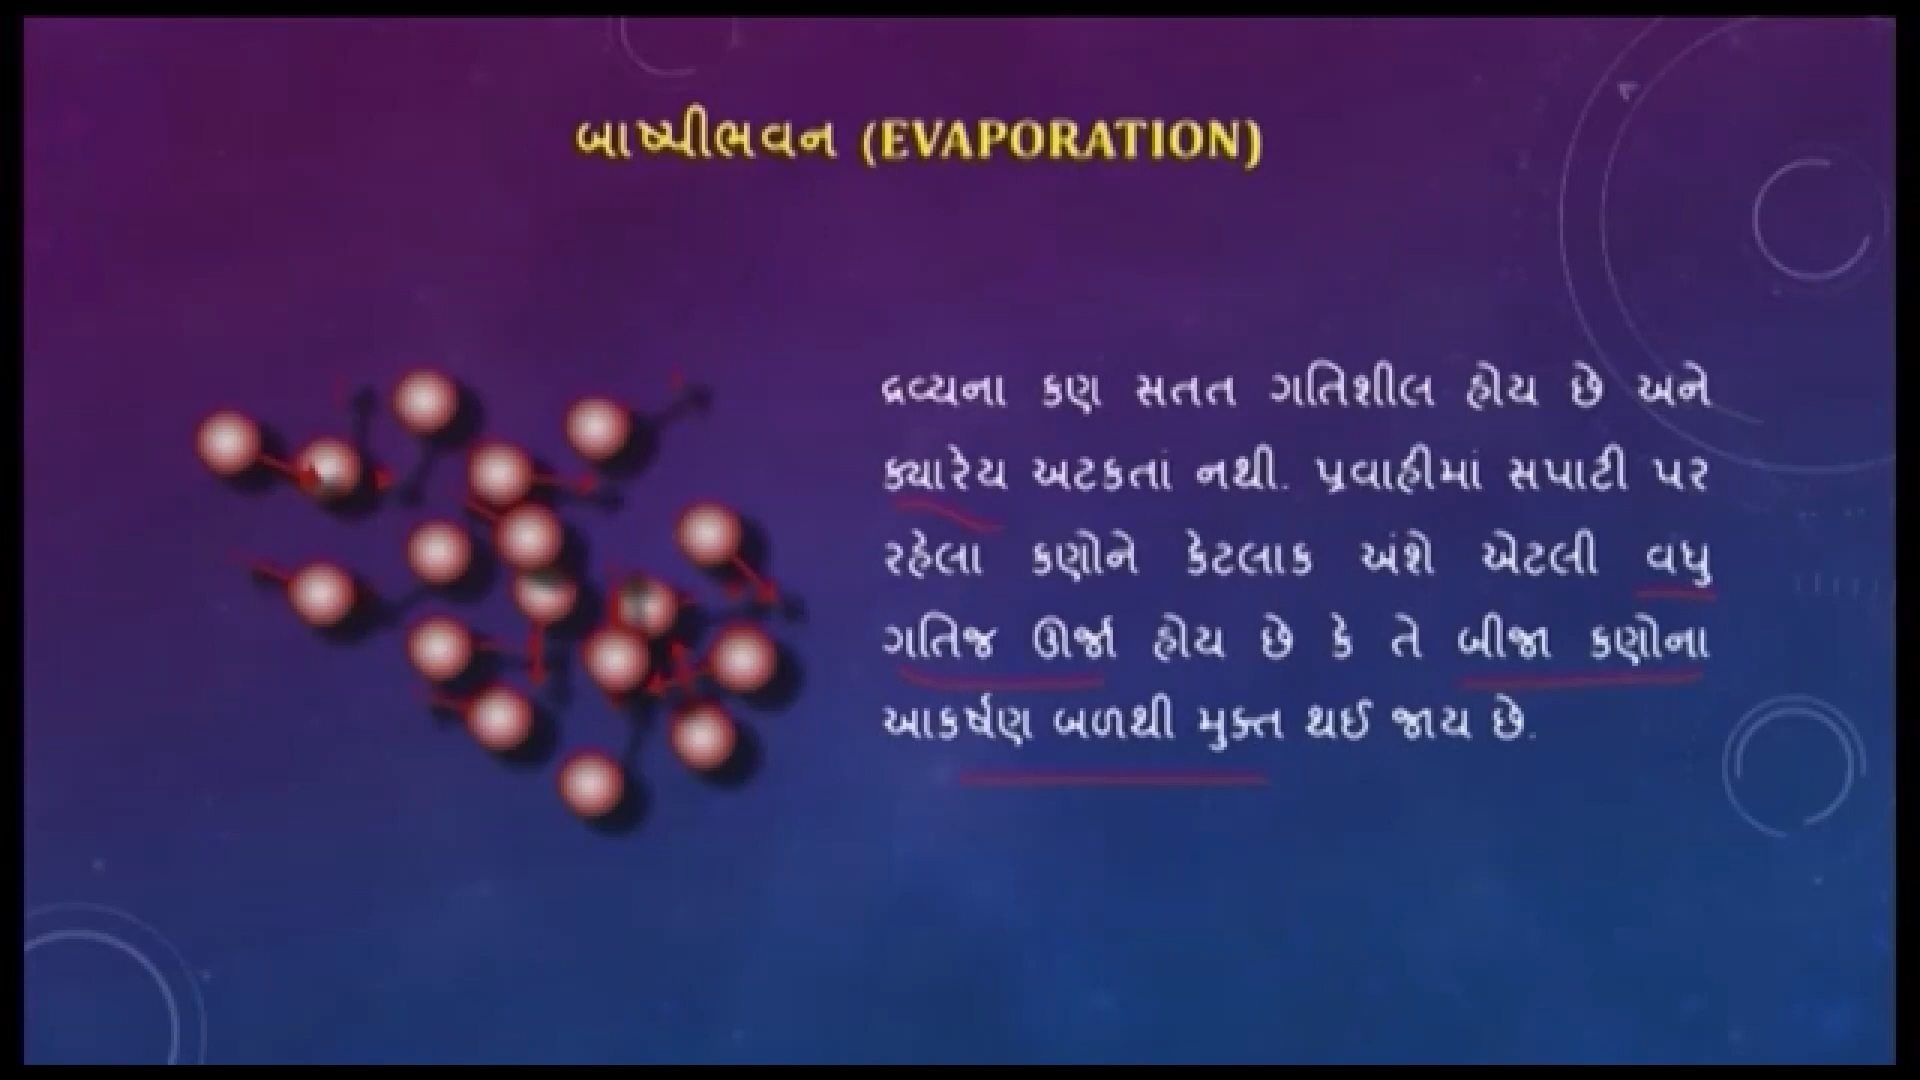 બાષ્પીભવન (EVAPORATION)
દ્રવ્યના કણ સતત ગતિશીલ હોય છે અને
ક્યારેય અટકતાં નથી. પ્રવાહીમાં સપાટી પર
રહેલા કણોને કેટલાક અંશે એટલી વધુ
ગતિજ ઊર્જા હોય છે કે તે બીજા કણોના
આકર્ષણ બળથી મુક્ત થઈ જાય છે.